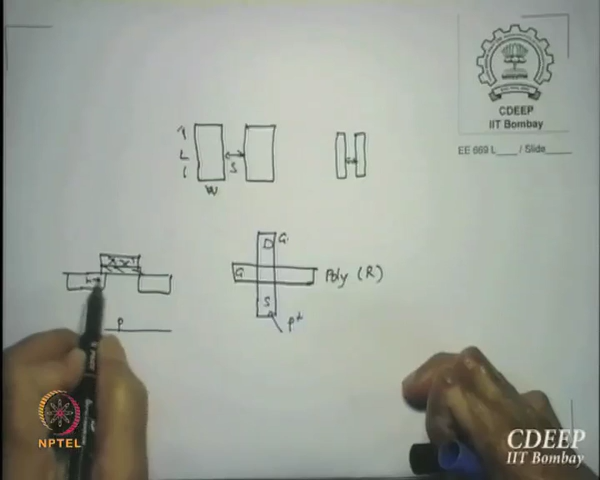 CDEEP
IIT Bombay
EE 669 L___ / Slide___
L
S
W
D
G
G
Poly (R)
S
P
NPTEL
CDEEP
IIT Bombay